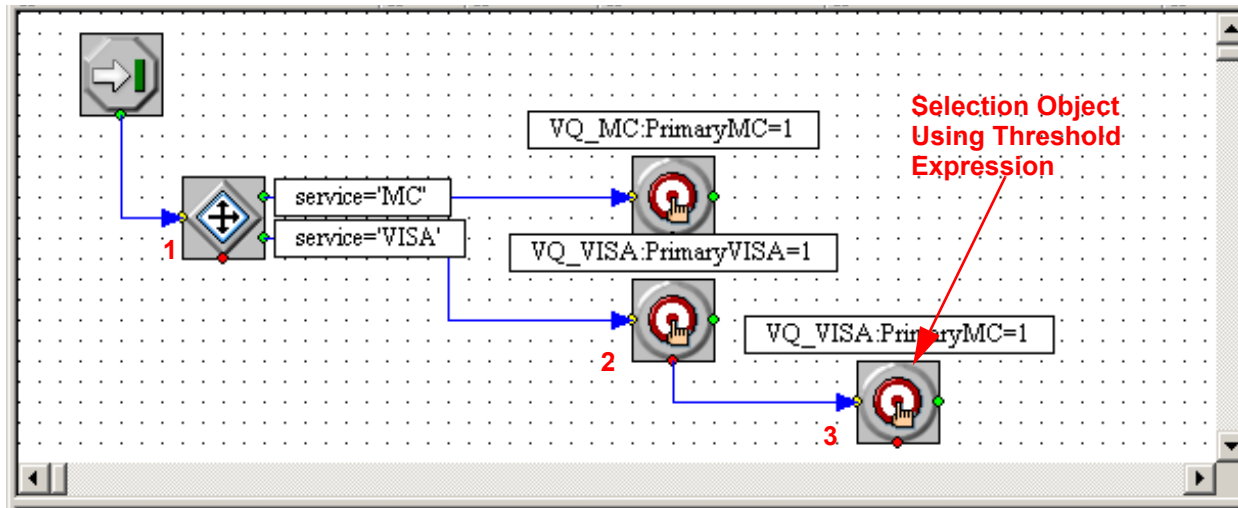 VQ_MC:PrimaryMC=1
Selection Object
Using Threshold
Expression
service='MC'
1
service='VISA'
VQ_VISA:PrimaryVISA=1
2
VQ_VISA:PrimaryMC=1
3